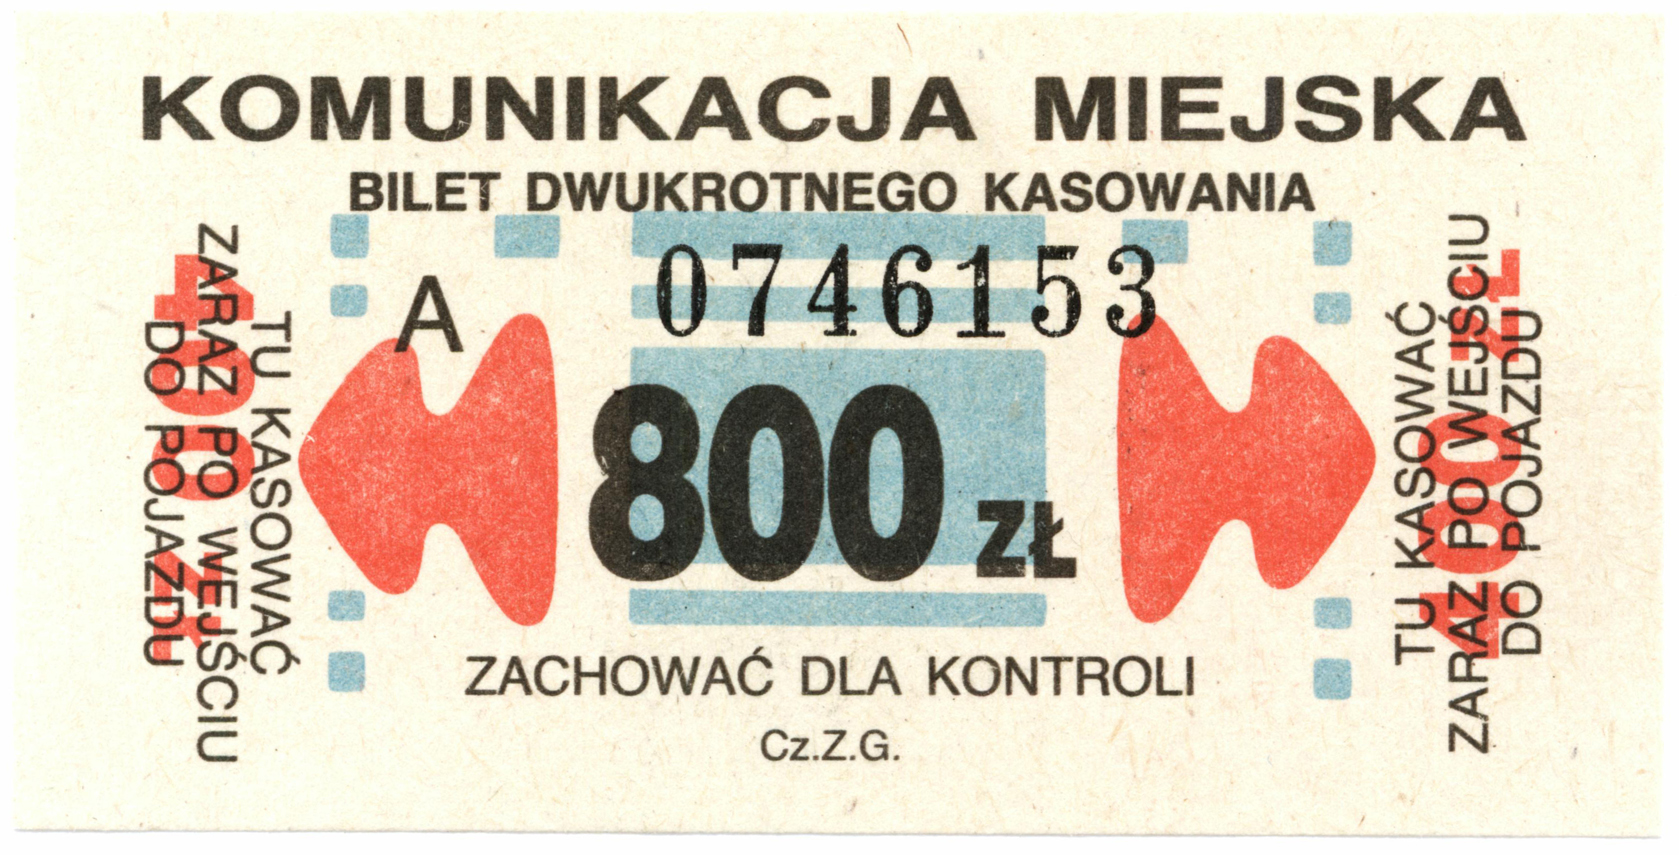 KOMUNIKACJA MIEJSKA
BILET DWUKROTNEGO KASOWANIA
A 0746153
800 ZŁ
ZACHOWAĆ DLA KONTROLI
Cz.Z.G.
TU KASOWAĆ
ZARAZ PO WEJŚCIU
DO POJAZDU
400 zł
TU KASOWAĆ
ZARAZ PO WEJŚCIU
DO POJAZDU
400 zł